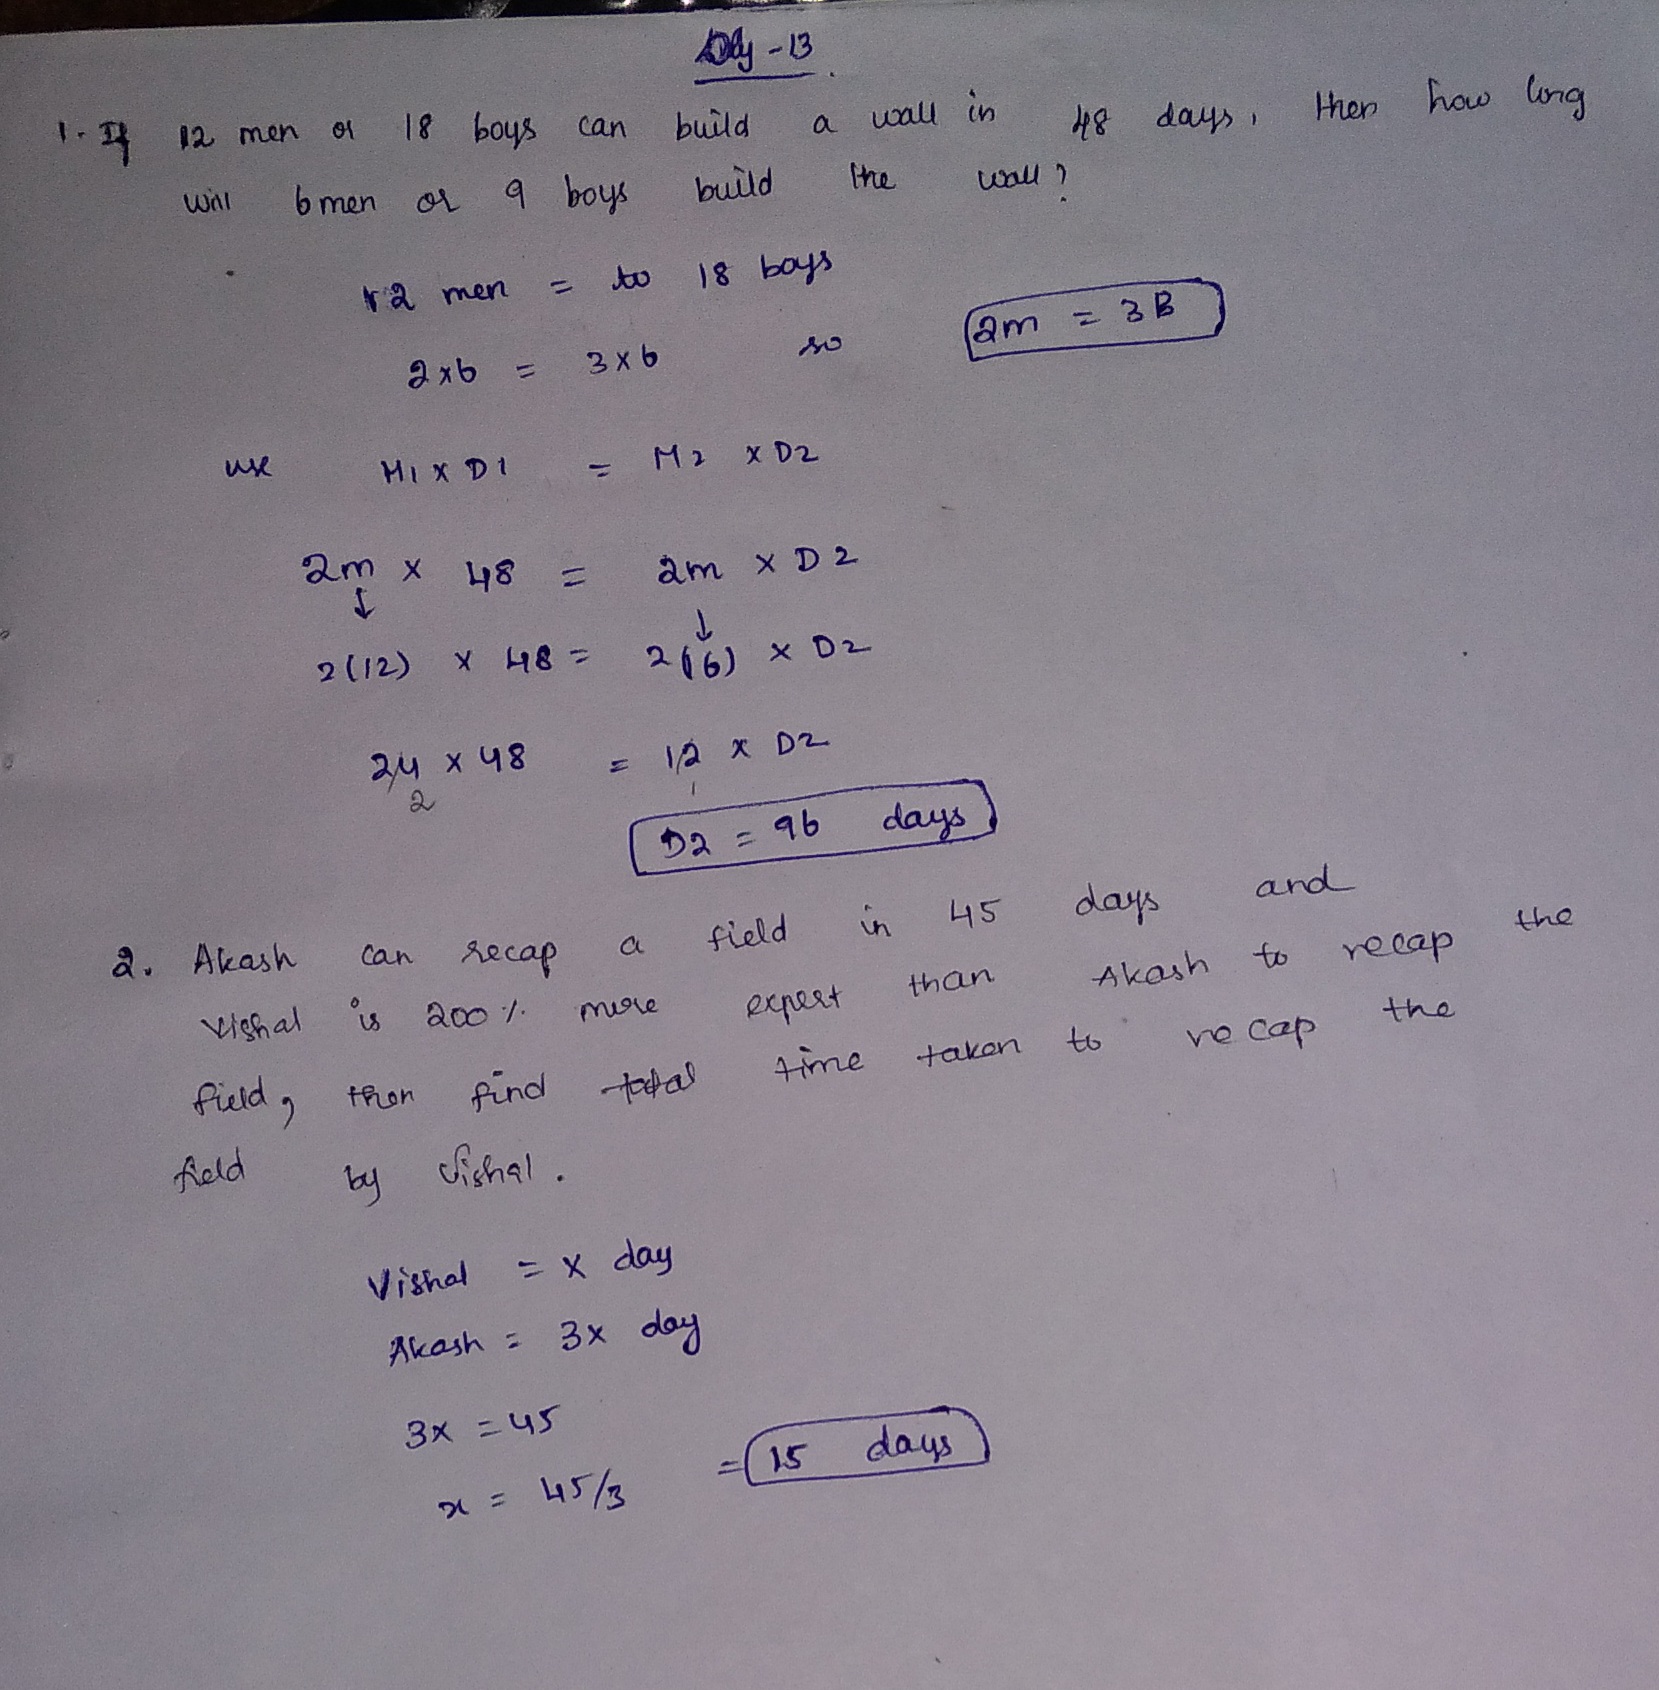 Day - 13
1. If 12 men or 18 boys can build a wall in 48 days, then how long
will 6 men or 9 boys build the wall?
12 men = to 18 boys
2x6 = 3x6 so 2m = 3B
use M1 x D1 = M2 x D2
2m x 48 = 2m x D2
2(12) x 48 = 2(6) x D2
24 x 48 = 12 x D2
2 1
D2 = 96 days
2. Akash can recap a field in 45 days and
Vishal is 200% more expert than Akash to recap the
field, then find total time taken to recap the
field by Vishal.
Vishal = x day
Akash = 3x day
3x = 45
x = 45/3 = 15 days